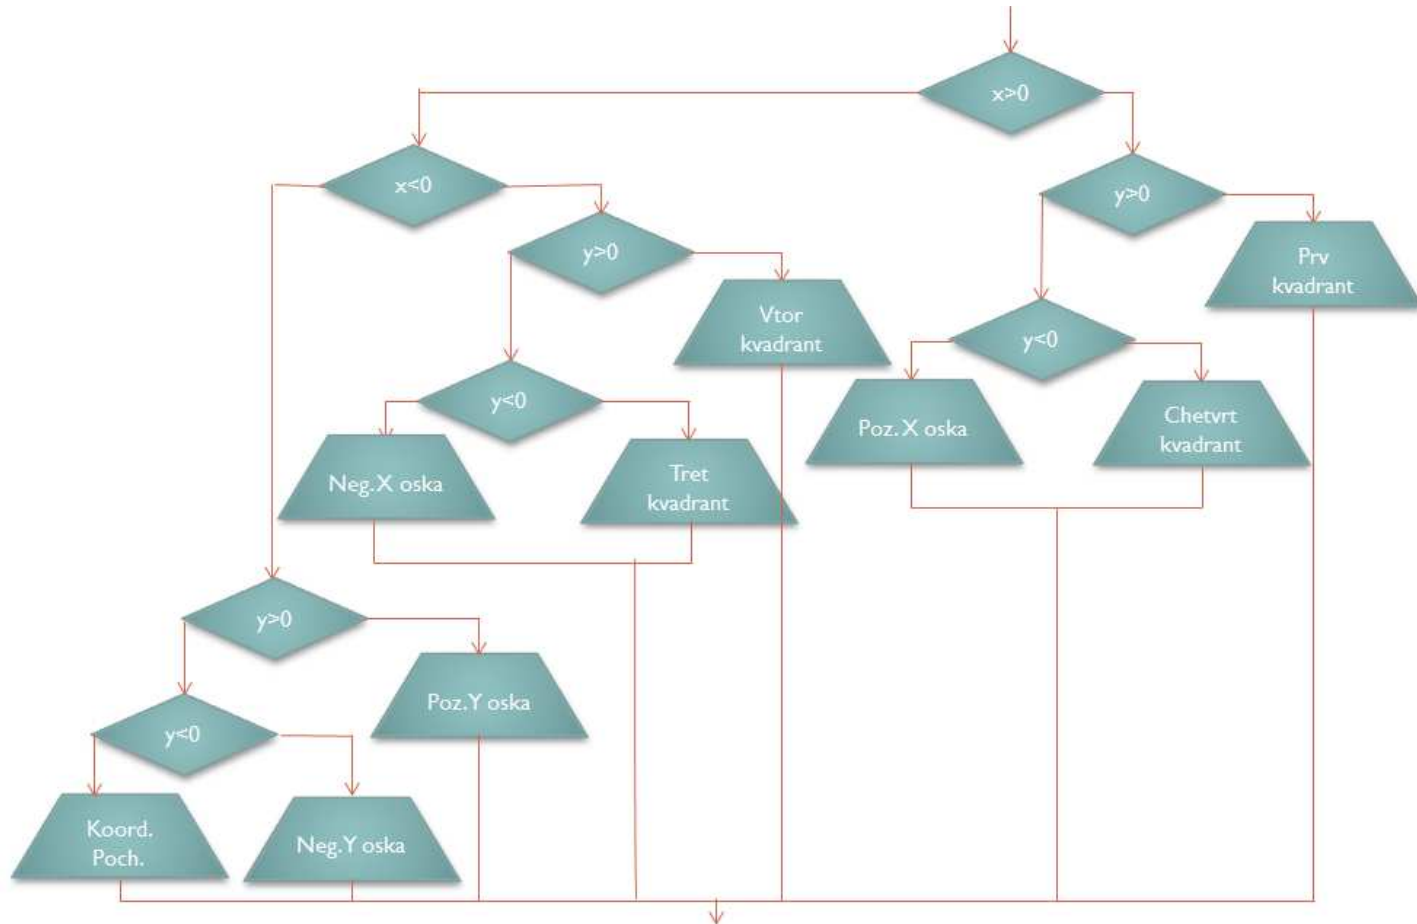 x>0
x<0
y>0
y>0
Prv
kvadrant
Vtor
kvadrant
y<0
y<0
Poz. X oska
Chetvrt
kvadrant
Neg. X oska
Tret
kvadrant
y>0
Poz. Y oska
y<0
Koord.
Poch.
Neg. Y oska